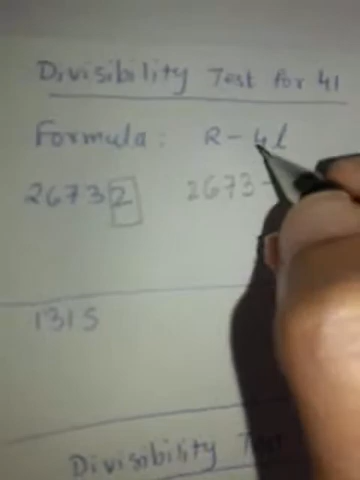 Divisibility Test for 41
Formula: R - 4l
26732 2673 -
1315
Divisibility